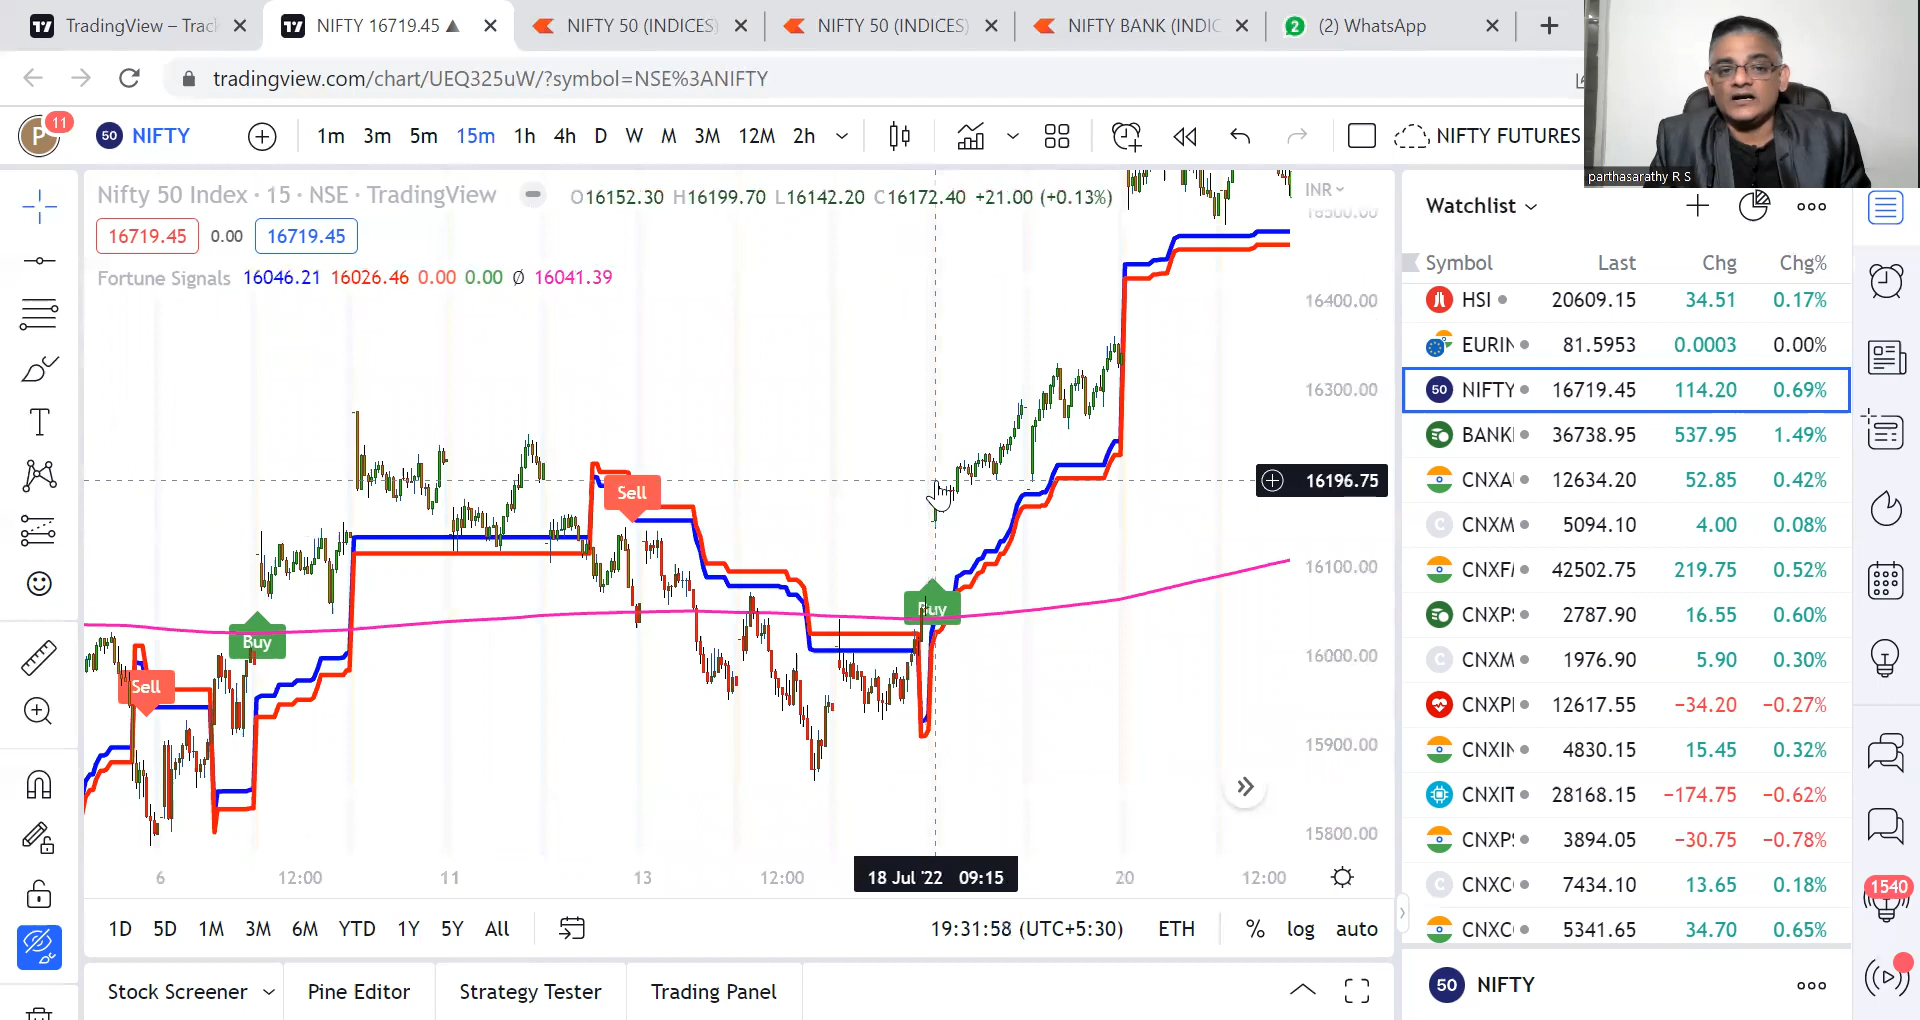 TradingView – Track
NIFTY 16719.45 ▲
NIFTY 50 (INDICES)
NIFTY 50 (INDICES)
NIFTY BANK (INDIC
(2) WhatsApp
tradingview.com/chart/UEQ325uW/?symbol=NSE%3ANIFTY
P 11
50 NIFTY
1m 3m 5m 15m 1h 4h D W M 3M 12M 2h
NIFTY FUTURES
parthasarathy R S
Nifty 50 Index · 15 · NSE · TradingView
O16152.30 H16199.70 L16142.20 C16172.40 +21.00 (+0.13%)
INR
16719.45 0.00 16719.45
Fortune Signals 16046.21 16026.46 0.00 0.00 Ø 16041.39
16500.00
16400.00
16300.00
16196.75
16100.00
16000.00
15900.00
15800.00
Sell
Buy
Sell
Buy
6 12:00 11 13 12:00 18 Jul '22 09:15 20 12:00
1D 5D 1M 3M 6M YTD 1Y 5Y All
19:31:58 (UTC+5:30) ETH % log auto
Stock Screener Pine Editor Strategy Tester Trading Panel
Watchlist
Symbol Last Chg Chg%
HSI 20609.15 34.51 0.17%
EURIN 81.5953 0.0003 0.00%
50 NIFTY 16719.45 114.20 0.69%
BANKI 36738.95 537.95 1.49%
CNXA 12634.20 52.85 0.42%
C CNXM 5094.10 4.00 0.08%
CNXF 42502.75 219.75 0.52%
CNXP 2787.90 16.55 0.60%
C CNXM 1976.90 5.90 0.30%
CNXP 12617.55 −34.20 −0.27%
CNXIN 4830.15 15.45 0.32%
CNXIT 28168.15 −174.75 −0.62%
CNXP 3894.05 −30.75 −0.78%
C CNXC 7434.10 13.65 0.18%
CNXC 5341.65 34.70 0.65%
50 NIFTY
1540